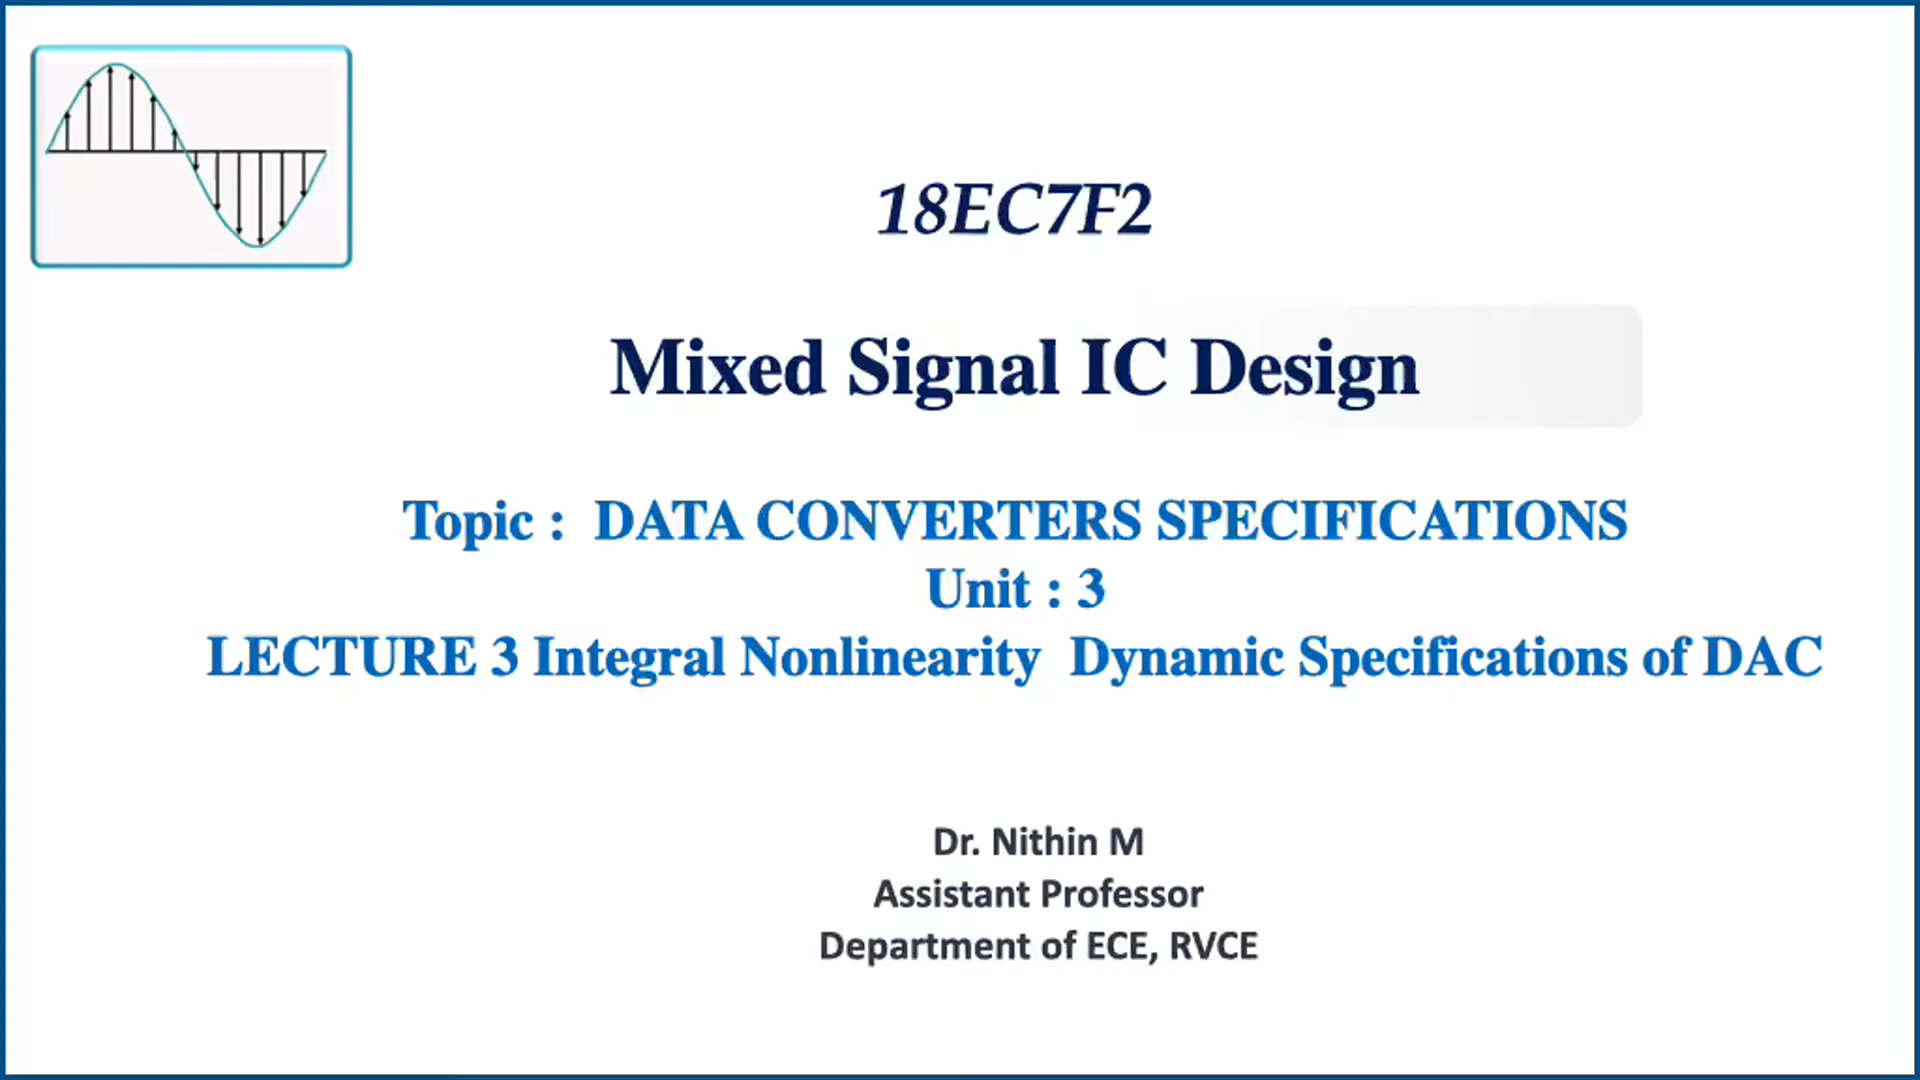 18EC7F2
Mixed Signal IC Design
Topic : DATA CONVERTERS SPECIFICATIONS
Unit : 3
LECTURE 3 Integral Nonlinearity Dynamic Specifications of DAC
Dr. Nithin M
Assistant Professor
Department of ECE, RVCE